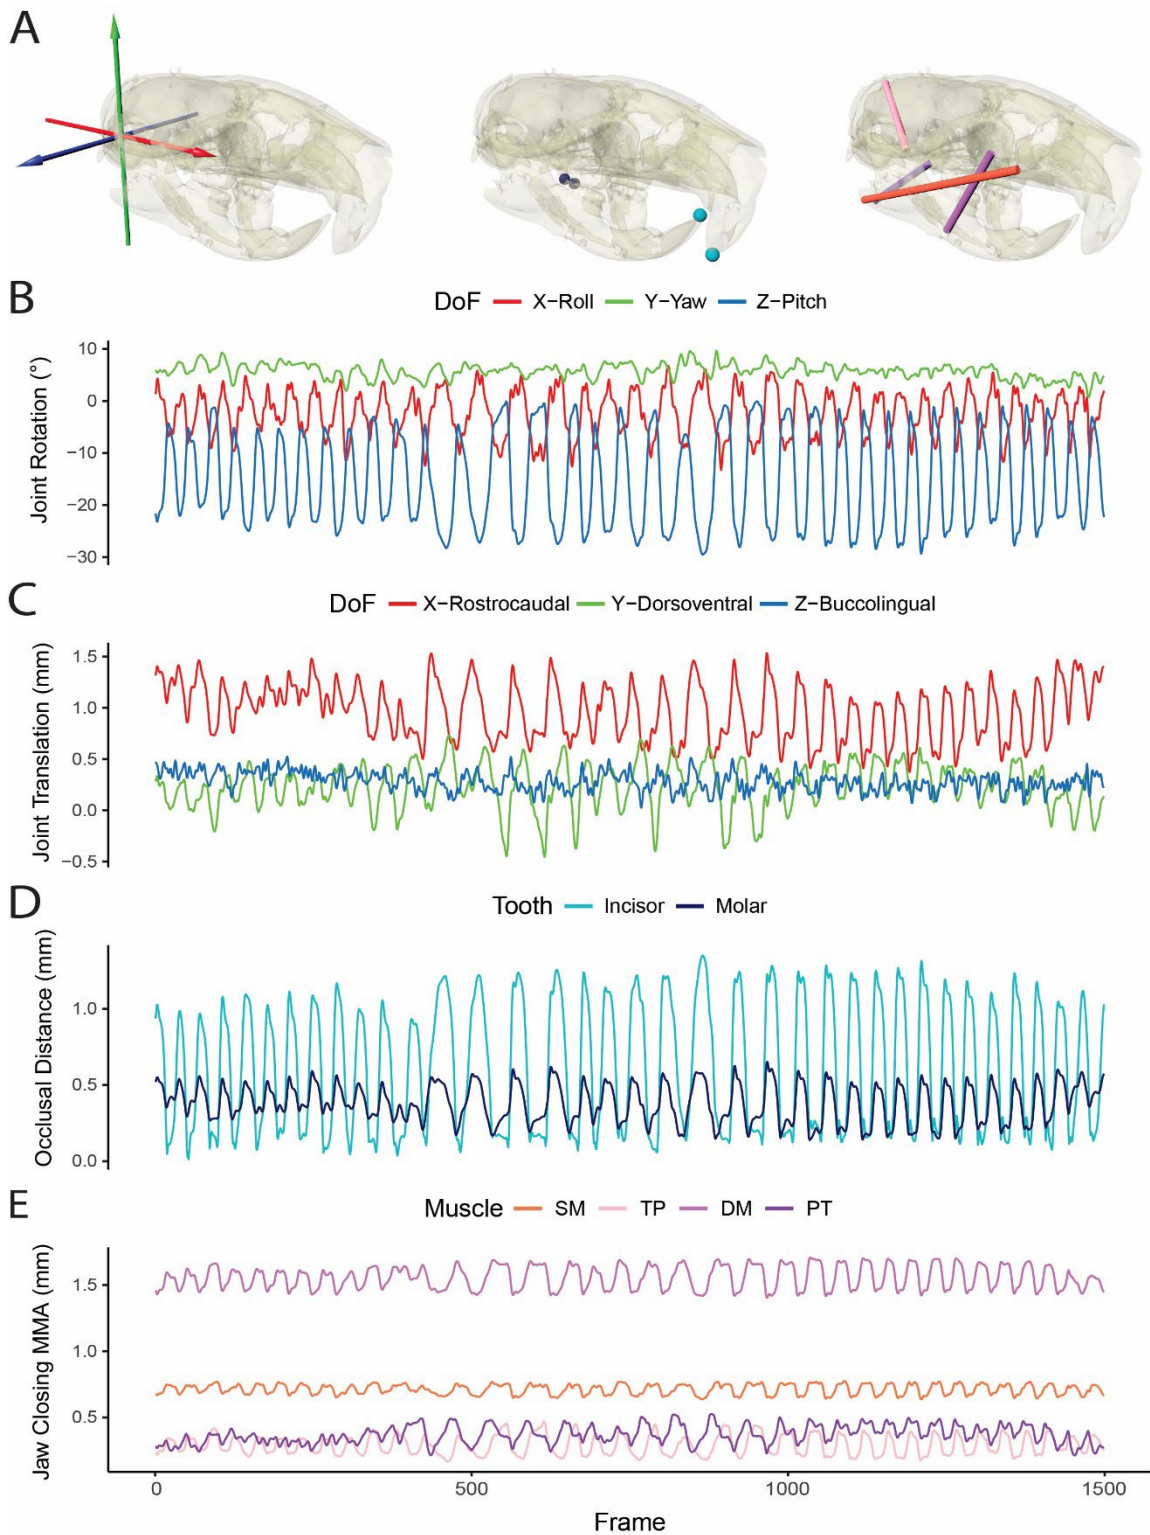 A
B
DoF X−Roll Y−Yaw Z−Pitch
Joint Rotation (°)
10
0
−10
−20
−30
C
DoF X−Rostrocaudal Y−Dorsoventral Z−Buccolingual
Joint Translation (mm)
1.5
1.0
0.5
0.0
−0.5
D
Tooth Incisor Molar
Occlusal Distance (mm)
1.0
0.5
0.0
E
Muscle SM TP DM PT
Jaw Closing MMA (mm)
1.5
1.0
0.5
0 500 1000 1500
Frame